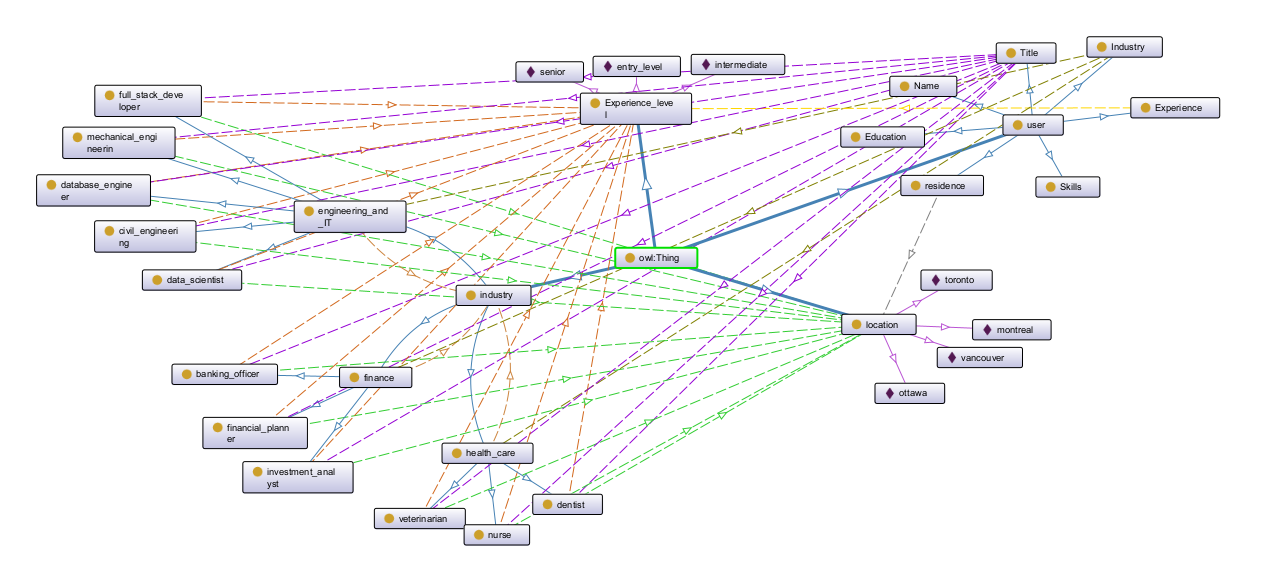 Title
Industry
senior
entry_level
intermediate
full_stack_deve
loper
Name
Experience_leve
l
Experience
mechanical_engi
neerin
Education
user
database_engine
er
residence
Skills
engineering_and
_IT
civil_engineeri
ng
owl:Thing
data_scientist
toronto
industry
location
montreal
vancouver
banking_officer
finance
ottawa
financial_plann
er
health_care
investment_anal
yst
dentist
veterinarian
nurse